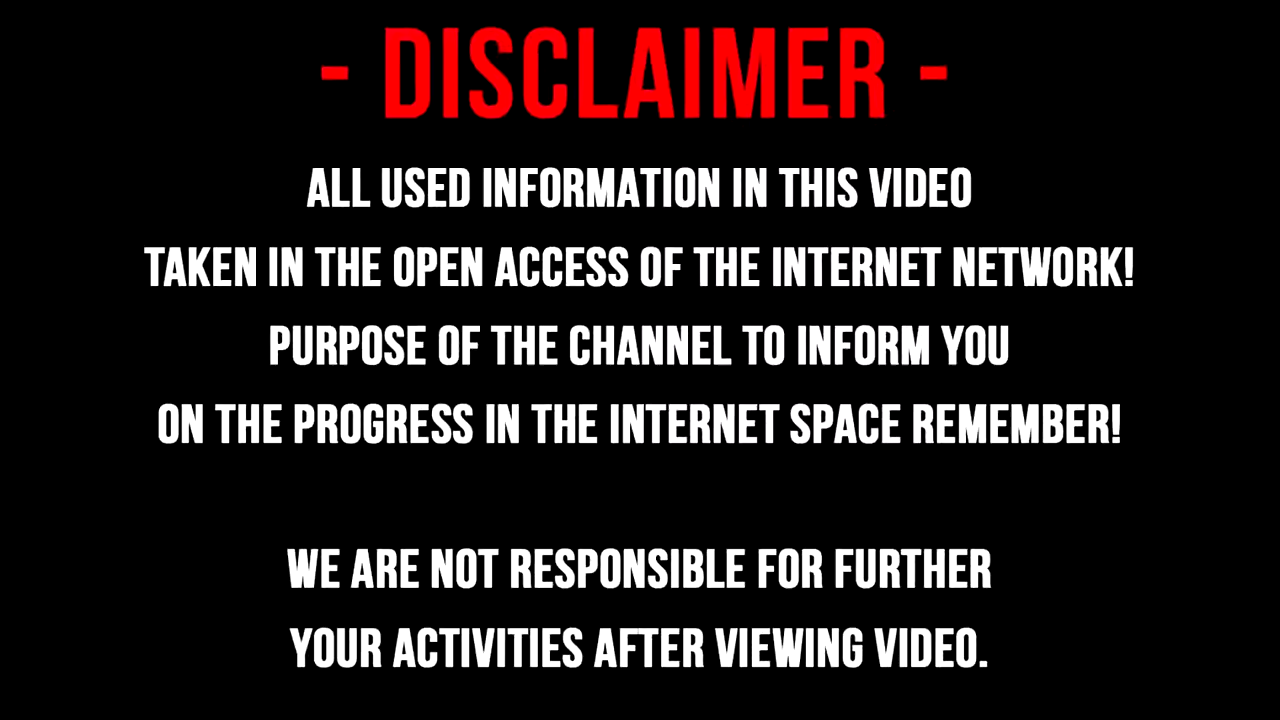 - DISCLAIMER -
ALL USED INFORMATION IN THIS VIDEO
TAKEN IN THE OPEN ACCESS OF THE INTERNET NETWORK!
PURPOSE OF THE CHANNEL TO INFORM YOU
ON THE PROGRESS IN THE INTERNET SPACE REMEMBER!
WE ARE NOT RESPONSIBLE FOR FURTHER
YOUR ACTIVITIES AFTER VIEWING VIDEO.